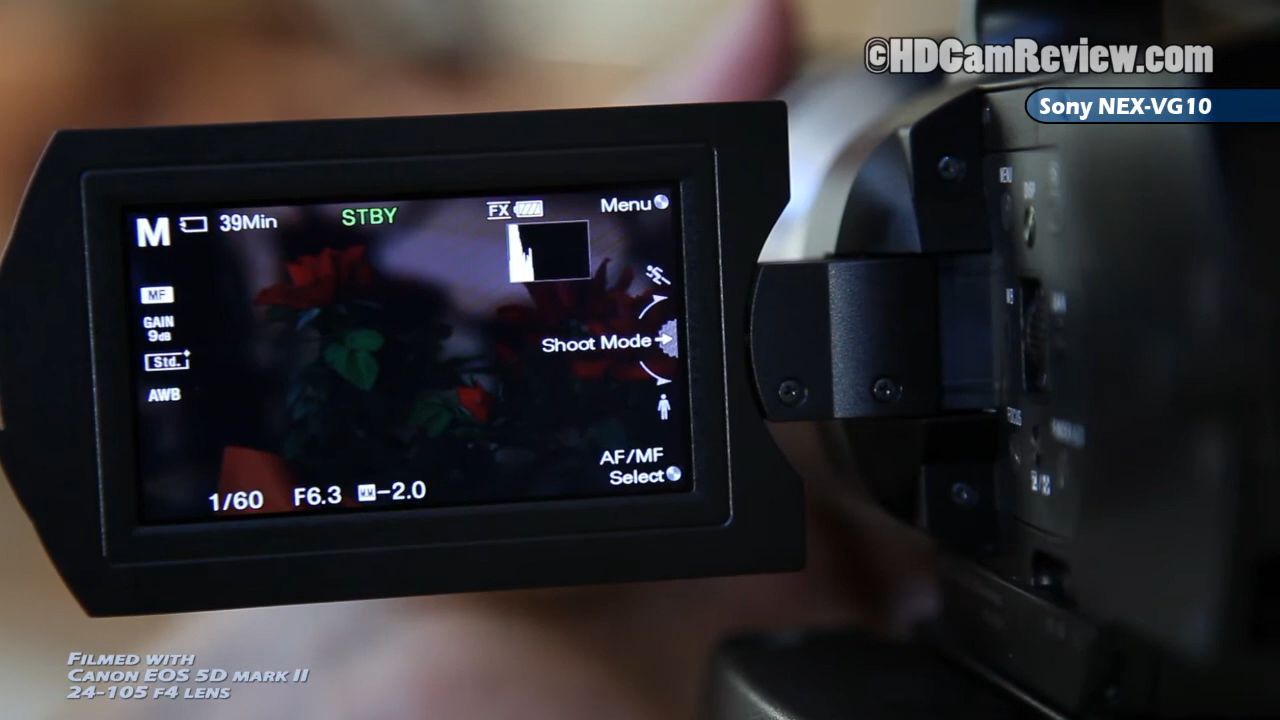 ©HDCamReview.com
Sony NEX-VG10
M 39Min STBY FX Menu
MF
GAIN
9dB
Std.+
Shoot Mode
AWB
AF/MF
Select
1/60 F6.3 MM -2.0
FILMED WITH
CANON EOS 5D MARK II
24-105 F4 LENS